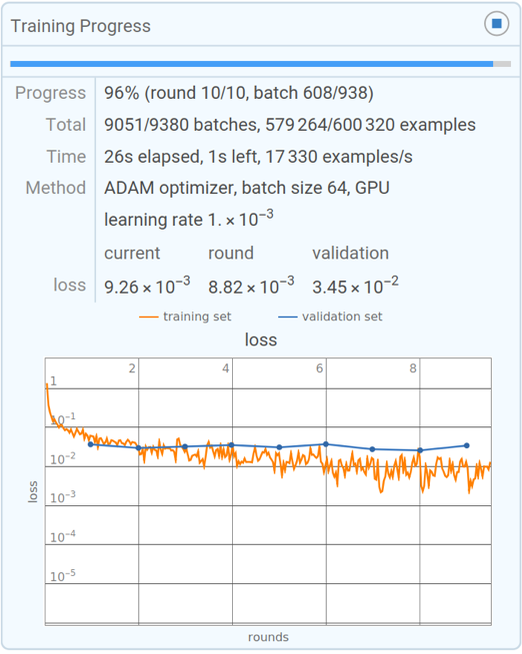 Training Progress
Progress 96% (round 10/10, batch 608/938)
Total 9051/9380 batches, 579 264/600 320 examples
Time 26s elapsed, 1s left, 17 330 examples/s
Method ADAM optimizer, batch size 64, GPU
learning rate 1. × 10⁻³
current round validation
loss 9.26 × 10⁻³ 8.82 × 10⁻³ 3.45 × 10⁻²
training set validation set
loss
2 4 6 8
1
10⁻¹
10⁻²
10⁻³
10⁻⁴
10⁻⁵
loss
rounds